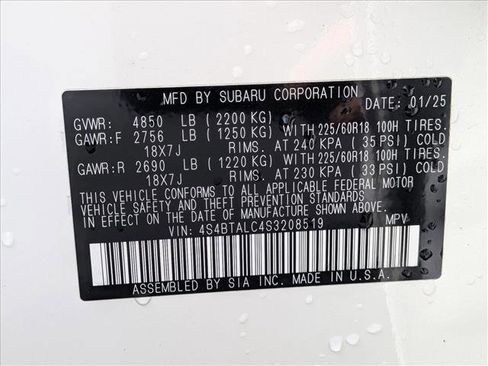 MFD BY SUBARU CORPORATION
DATE: 01/25
GVWR: 4850 LB (2200 KG)
GAWR:F 2756 LB (1250 KG) WITH 225/60R18 100H TIRES.
18X7J RIMS. AT 240 KPA (35 PSI) COLD
GAWR:R 2690 LB (1220 KG) WITH 225/60R18 100H TIRES.
18X7J RIMS. AT 230 KPA (33 PSI) COLD
THIS VEHICLE CONFORMS TO ALL APPLICABLE FEDERAL MOTOR
VEHICLE SAFETY AND THEFT PREVENTION STANDARDS
IN EFFECT ON THE DATE OF MANUFACTURE SHOWN ABOVE.
VIN: 4S4BTALC4S3208519 MPV
ASSEMBLED BY SIA INC. MADE IN U.S.A.